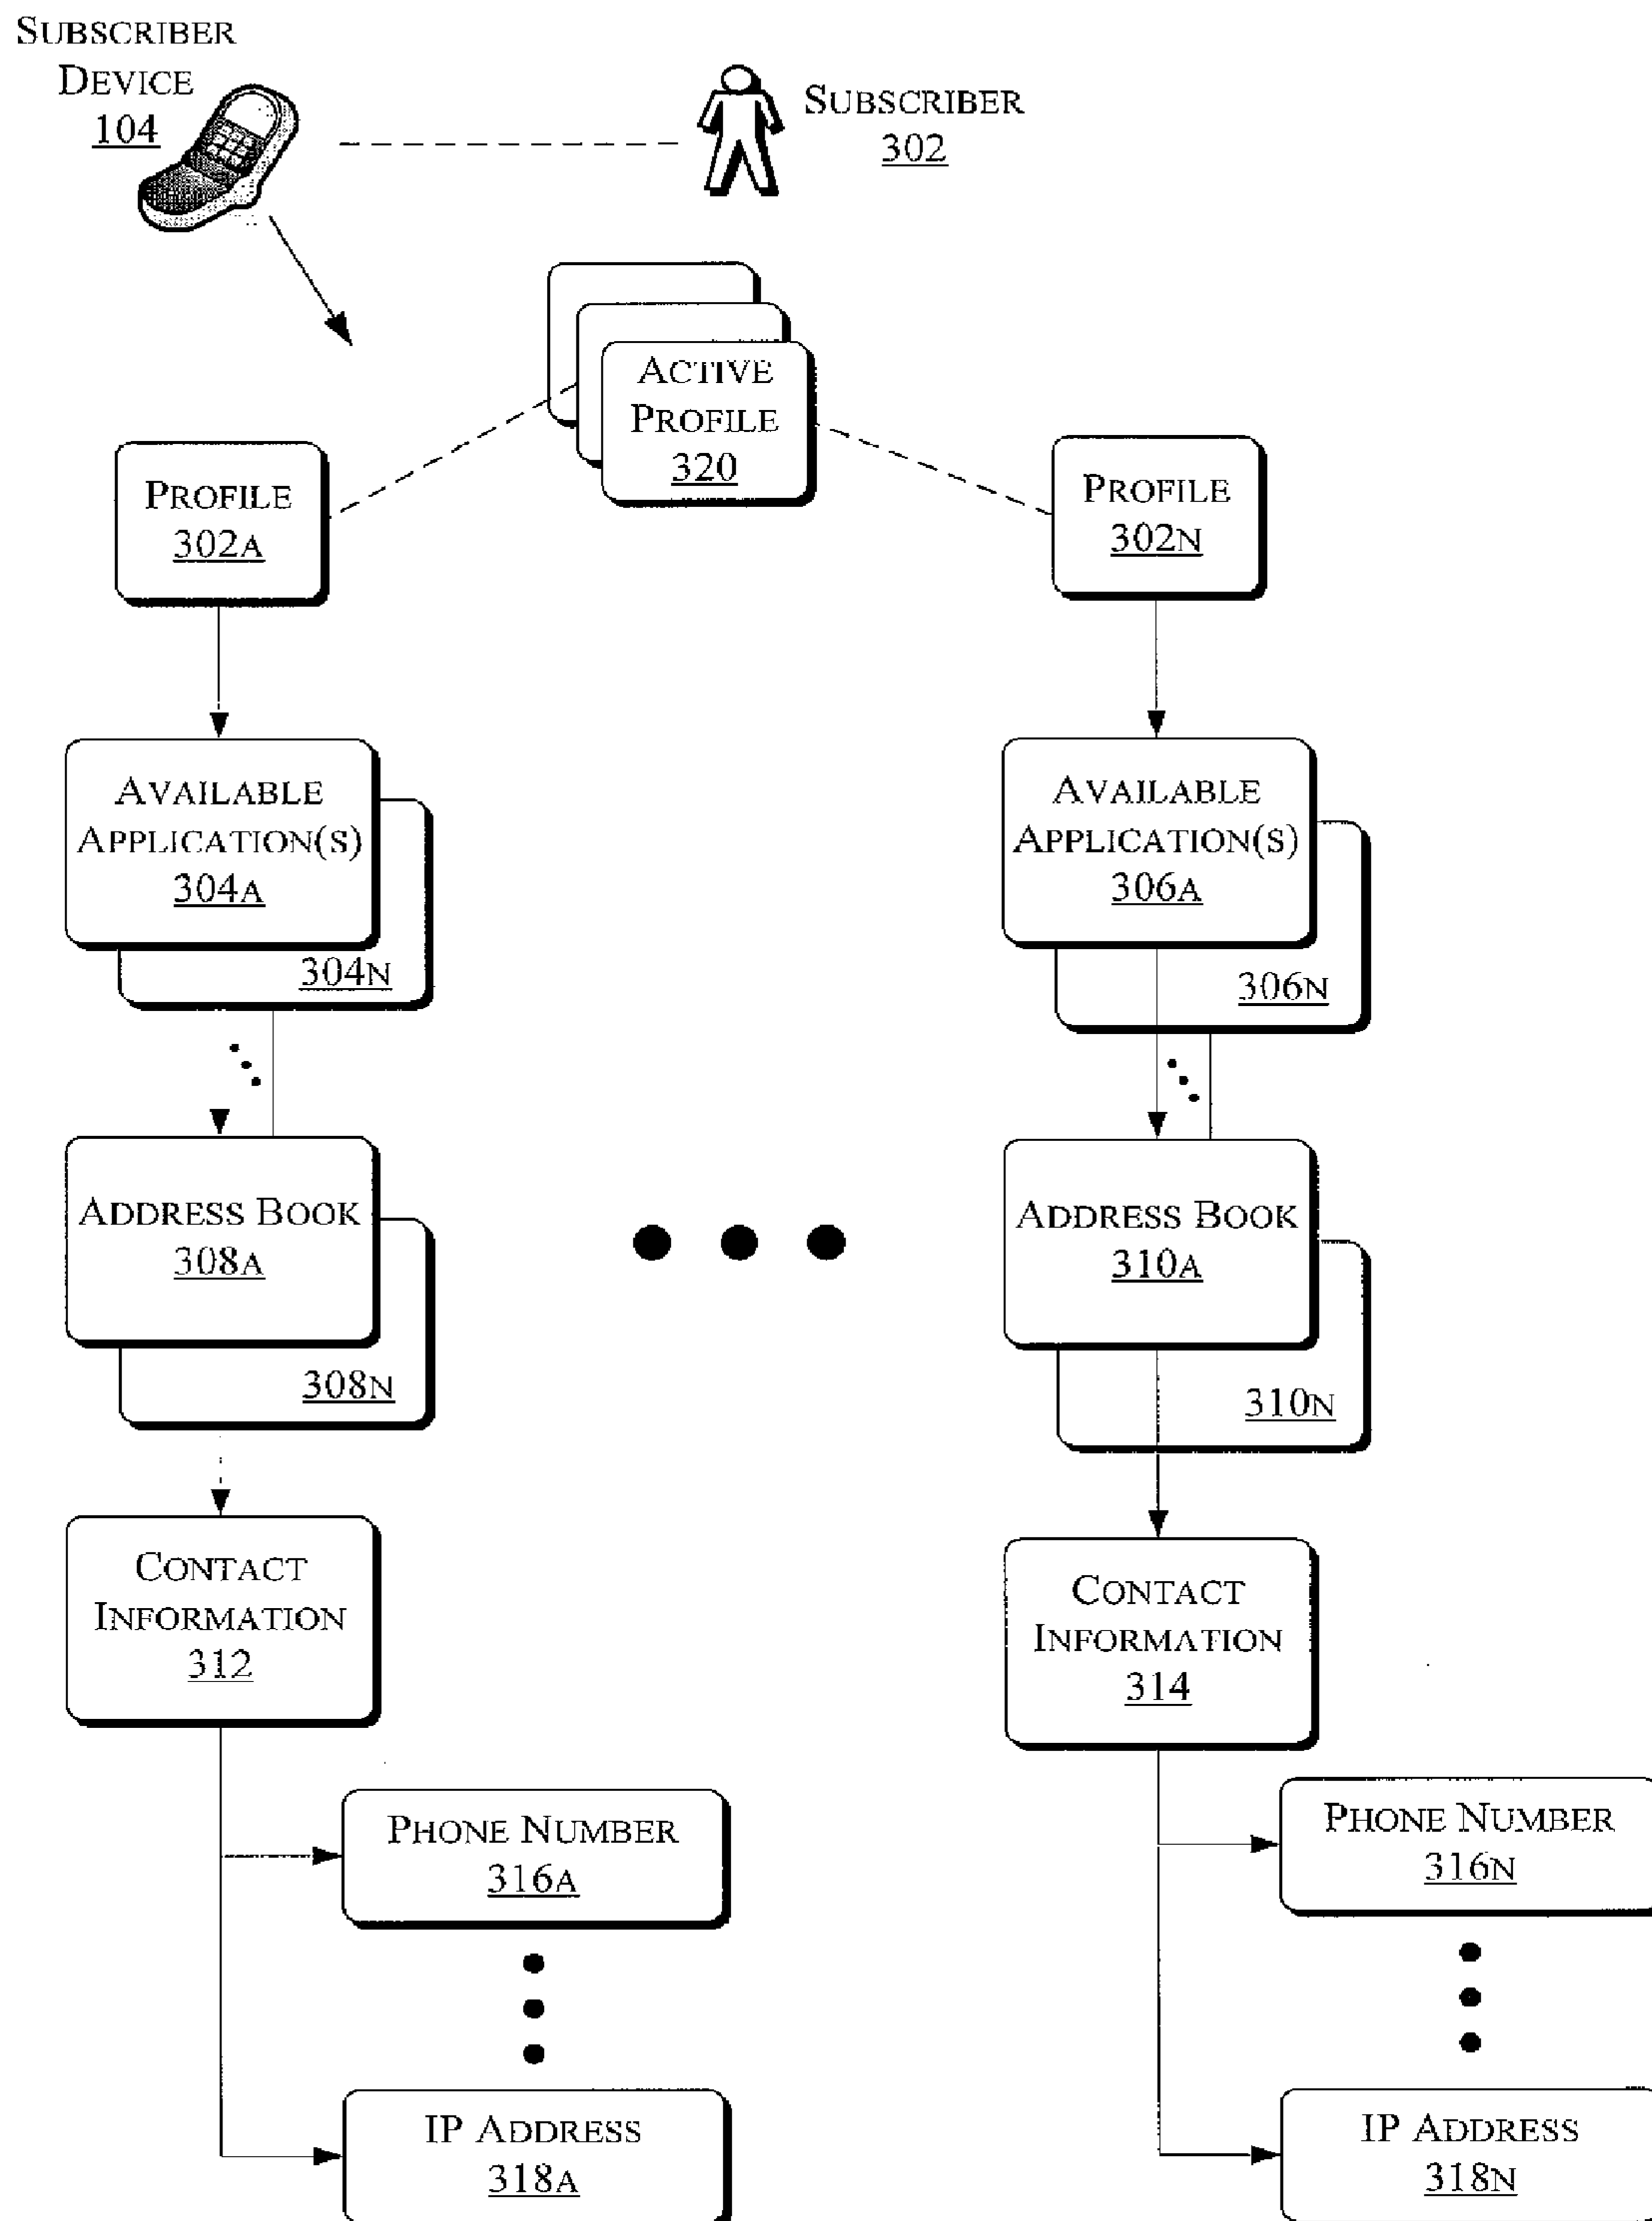 SUBSCRIBER
DEVICE
104
SUBSCRIBER
302
ACTIVE
PROFILE
320
PROFILE
302A
PROFILE
302N
AVAILABLE
APPLICATION(S)
304A
304N
AVAILABLE
APPLICATION(S)
306A
306N
ADDRESS BOOK
308A
308N
ADDRESS BOOK
310A
310N
CONTACT
INFORMATION
312
CONTACT
INFORMATION
314
PHONE NUMBER
316A
PHONE NUMBER
316N
IP ADDRESS
318A
IP ADDRESS
318N